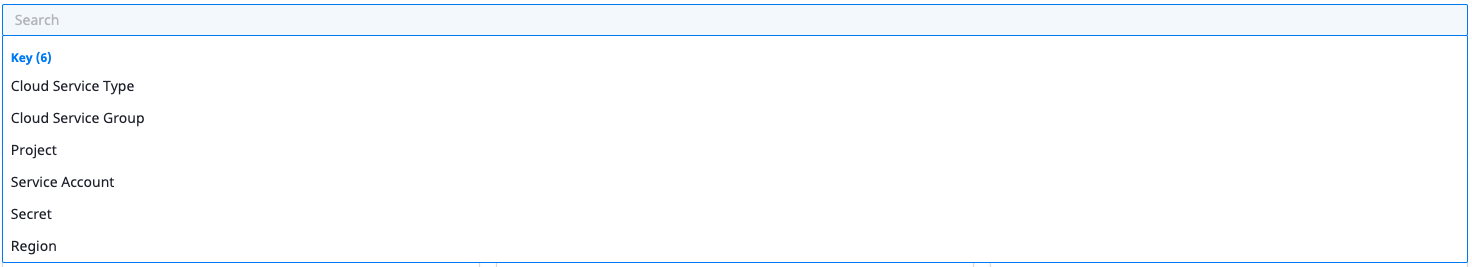 Search
Key (6)
Cloud Service Type
Cloud Service Group
Project
Service Account
Secret
Region